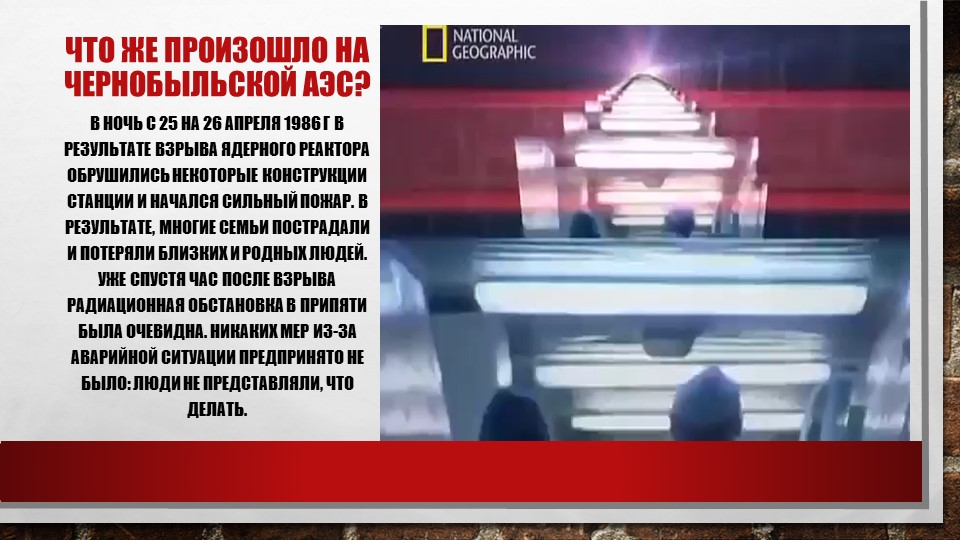 ЧТО ЖЕ ПРОИЗОШЛО НА
ЧЕРНОБЫЛЬСКОЙ АЭС?
В НОЧЬ С 25 НА 26 АПРЕЛЯ 1986 Г В
РЕЗУЛЬТАТЕ ВЗРЫВА ЯДЕРНОГО РЕАКТОРА
ОБРУШИЛИСЬ НЕКОТОРЫЕ КОНСТРУКЦИИ
СТАНЦИИ И НАЧАЛСЯ СИЛЬНЫЙ ПОЖАР. В
РЕЗУЛЬТАТЕ, МНОГИЕ СЕМЬИ ПОСТРАДАЛИ
И ПОТЕРЯЛИ БЛИЗКИХ И РОДНЫХ ЛЮДЕЙ.
УЖЕ СПУСТЯ ЧАС ПОСЛЕ ВЗРЫВА
РАДИАЦИОННАЯ ОБСТАНОВКА В ПРИПЯТИ
БЫЛА ОЧЕВИДНА. НИКАКИХ МЕР ИЗ-ЗА
АВАРИЙНОЙ СИТУАЦИИ ПРЕДПРИНЯТО НЕ
БЫЛО: ЛЮДИ НЕ ПРЕДСТАВЛЯЛИ, ЧТО
ДЕЛАТЬ.
NATIONAL
GEOGRAPHIC